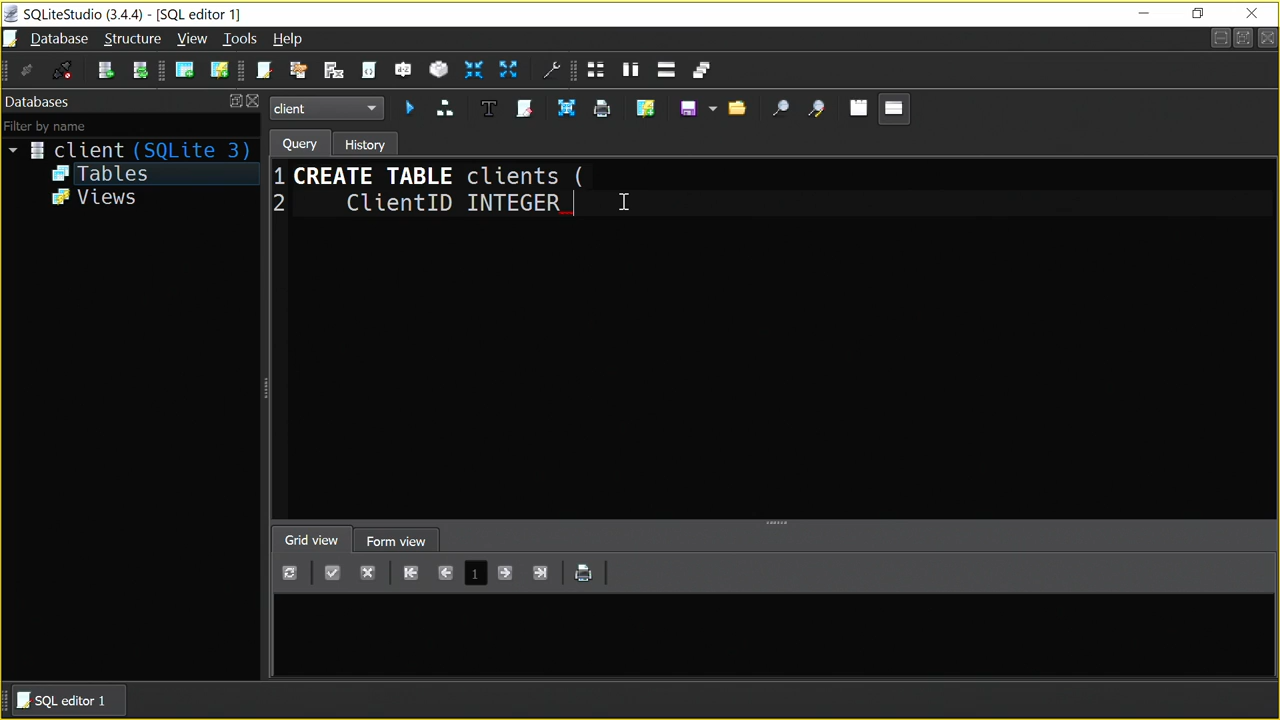 SQLiteStudio (3.4.4) - [SQL editor 1]
Database Structure View Tools Help
Databases
client
Filter by name
Query History
client (SQLite 3)
Tables
Views
1 CREATE TABLE clients (
2 ClientID INTEGER
Grid view Form view
1
SQL editor 1